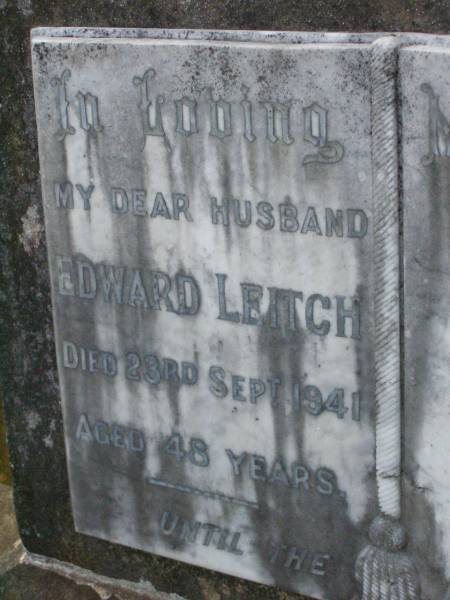 In Loving M
MY DEAR HUSBAND
EDWARD LEITCH
DIED 23RD SEPT. 1941
AGED 48 YEARS.
UNTIL THE